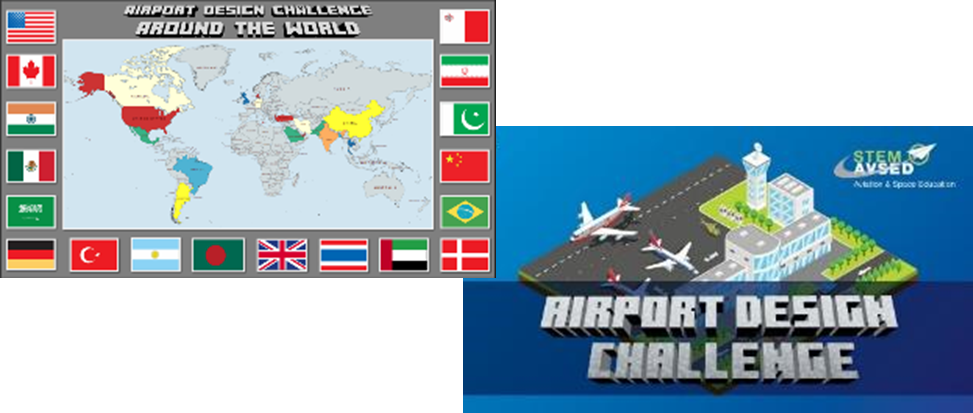 AIRPORT DESIGN CHALLENGE
AROUND THE WORLD
STEM
AVSED
Aviation & Space Education
AIRPORT DESIGN
CHALLENGE